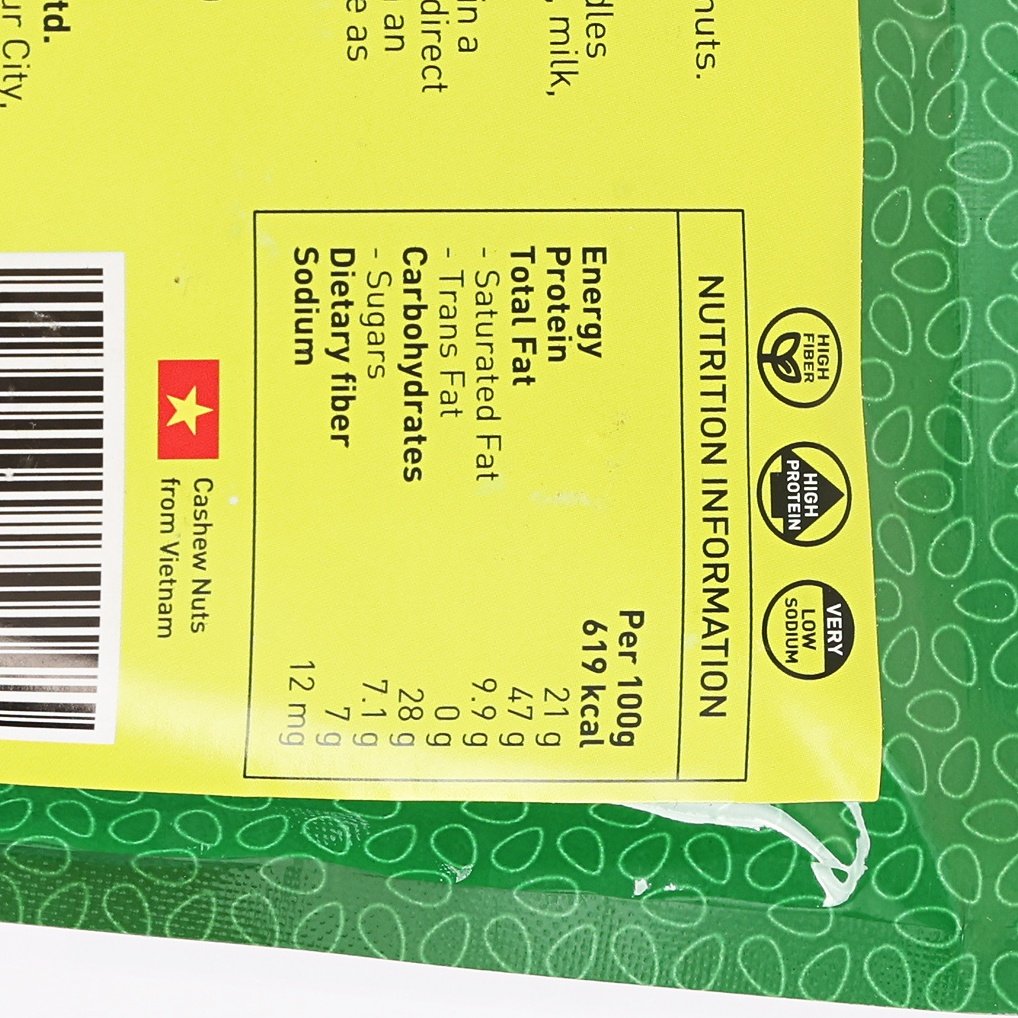 nuts.
dles
, milk,
in a
direct
an
e as
td.
ur City,
HIGH
FIBER
HIGH
PROTEIN
VERY
LOW
SODIUM
NUTRITION INFORMATION
Per 100g
Energy 619 kcal
Protein 21 g
Total Fat 47 g
- Saturated Fat 9.9 g
- Trans Fat 0 g
Carbohydrates 28 g
- Sugars 7.1 g
Dietary fiber 7 g
Sodium 12 mg
Cashew Nuts
from Vietnam